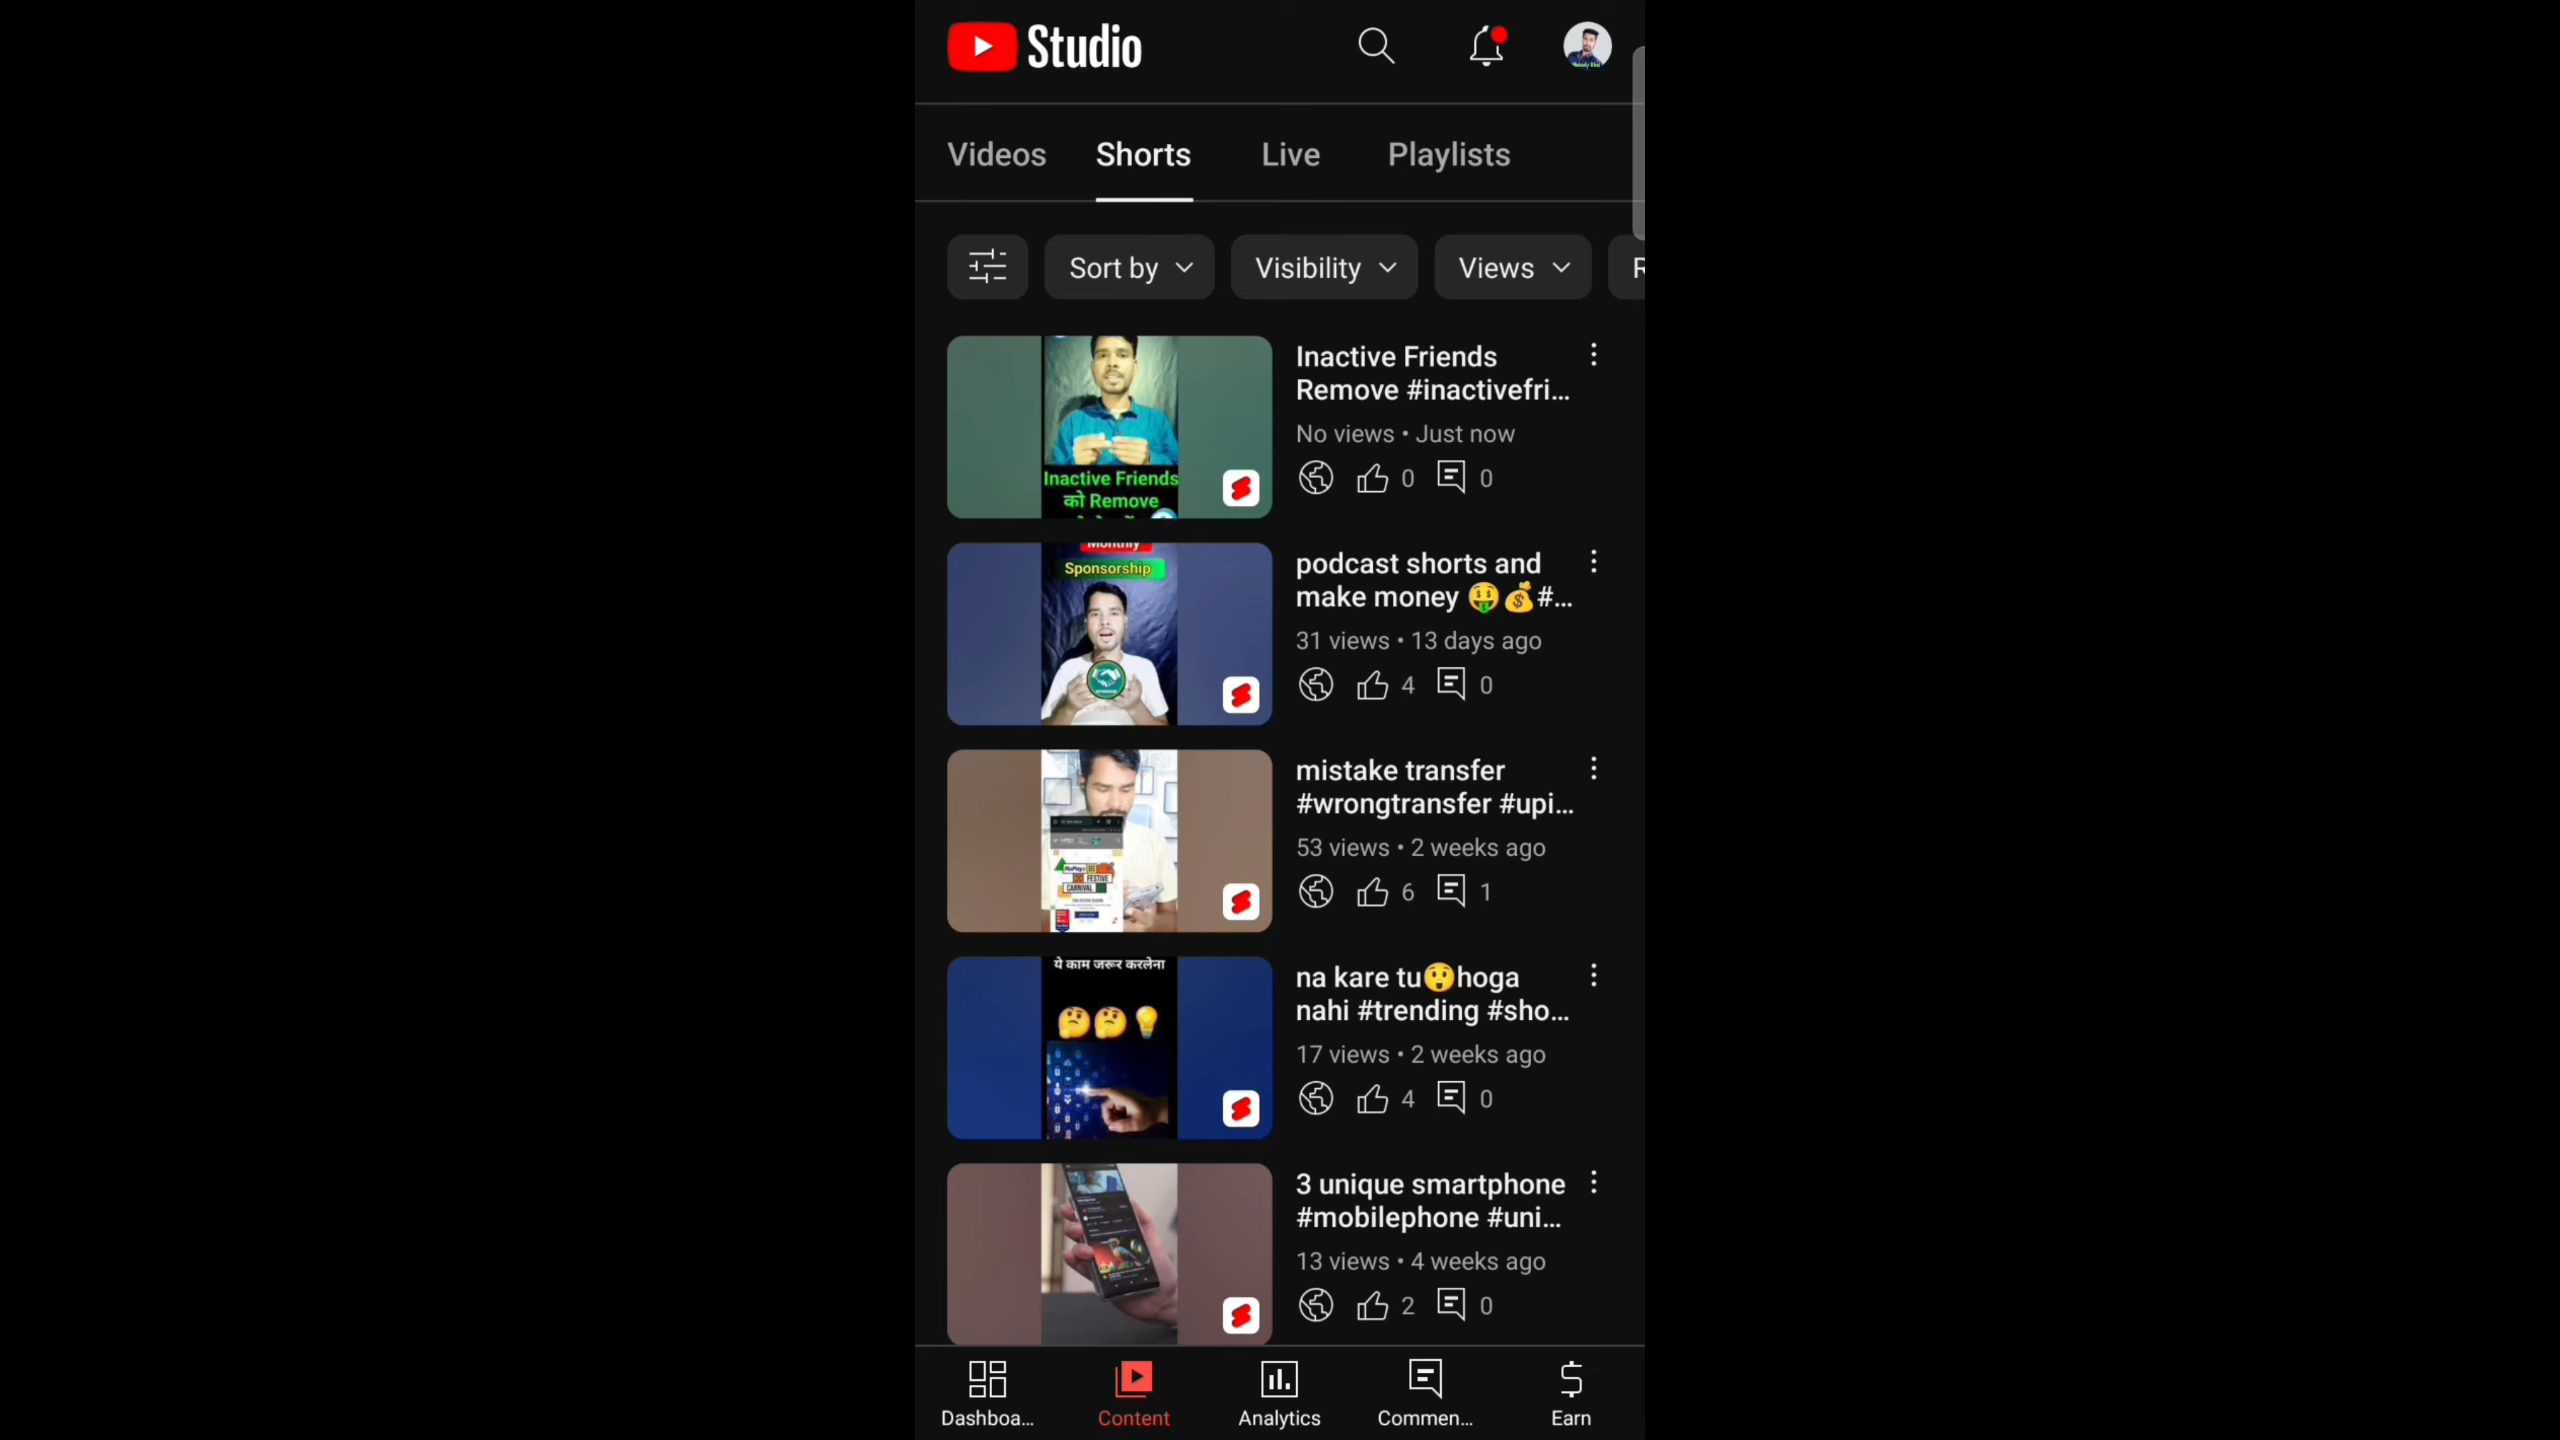 Studio
Videos Shorts Live Playlists
Sort by Visibility Views R
Inactive Friends
को Remove
Inactive Friends
Remove #inactivefri...
No views • Just now
0 0
Monthly
Sponsorship
podcast shorts and
make money 🤑💰#...
31 views • 13 days ago
4 0
FESTIVE
CARNIVAL
mistake transfer
#wrongtransfer #upi...
53 views • 2 weeks ago
6 1
ये काम जरूर करलेना
na kare tu😲hoga
nahi #trending #sho...
17 views • 2 weeks ago
4 0
3 unique smartphone
#mobilephone #uni...
13 views • 4 weeks ago
2 0
Dashboa... Content Analytics Commen... Earn